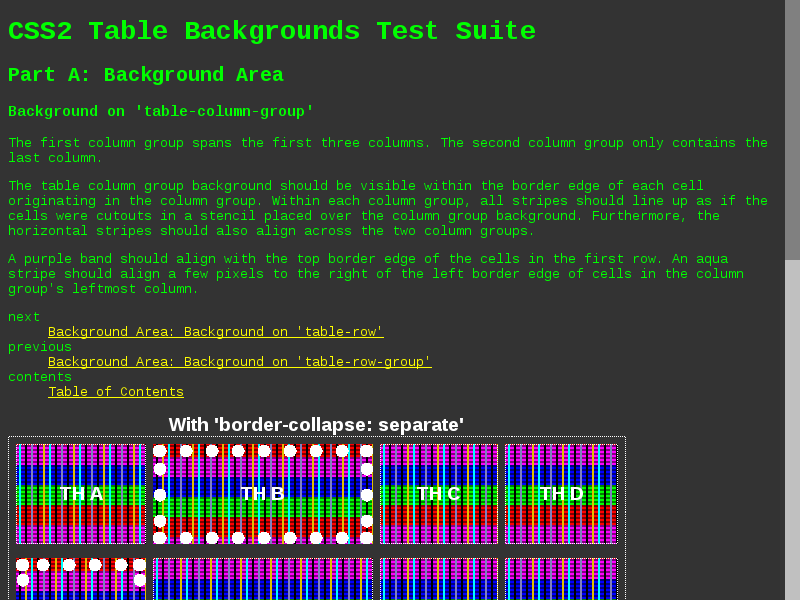 CSS2 Table Backgrounds Test Suite
Part A: Background Area
Background on 'table-column-group'
The first column group spans the first three columns. The second column group only contains the
last column.
The table column group background should be visible within the border edge of each cell
originating in the column group. Within each column group, all stripes should line up as if the
cells were cutouts in a stencil placed over the column group background. Furthermore, the
horizontal stripes should also align across the two column groups.
A purple band should align with the top border edge of the cells in the first row. An aqua
stripe should align a few pixels to the right of the left border edge of cells in the column
group's leftmost column.
next
Background Area: Background on 'table-row'
previous
Background Area: Background on 'table-row-group'
contents
Table of Contents
With 'border-collapse: separate'
TH A TH B TH C TH D